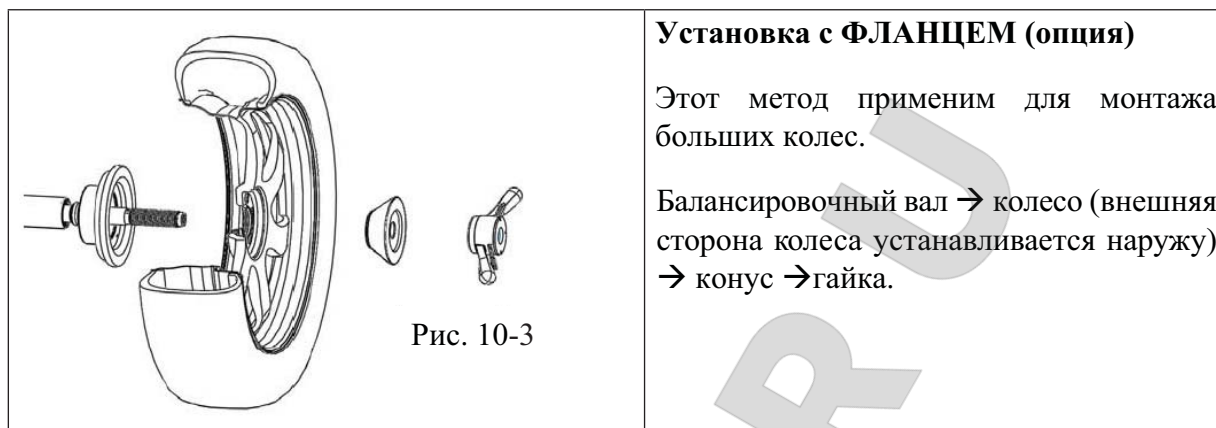 Установка с ФЛАНЦЕМ (опция)
Этот метод применим для монтажа
больших колес.
Балансировочный вал → колесо (внешняя
сторона колеса устанавливается наружу)
→ конус →гайка.
Рис. 10-3
U
R